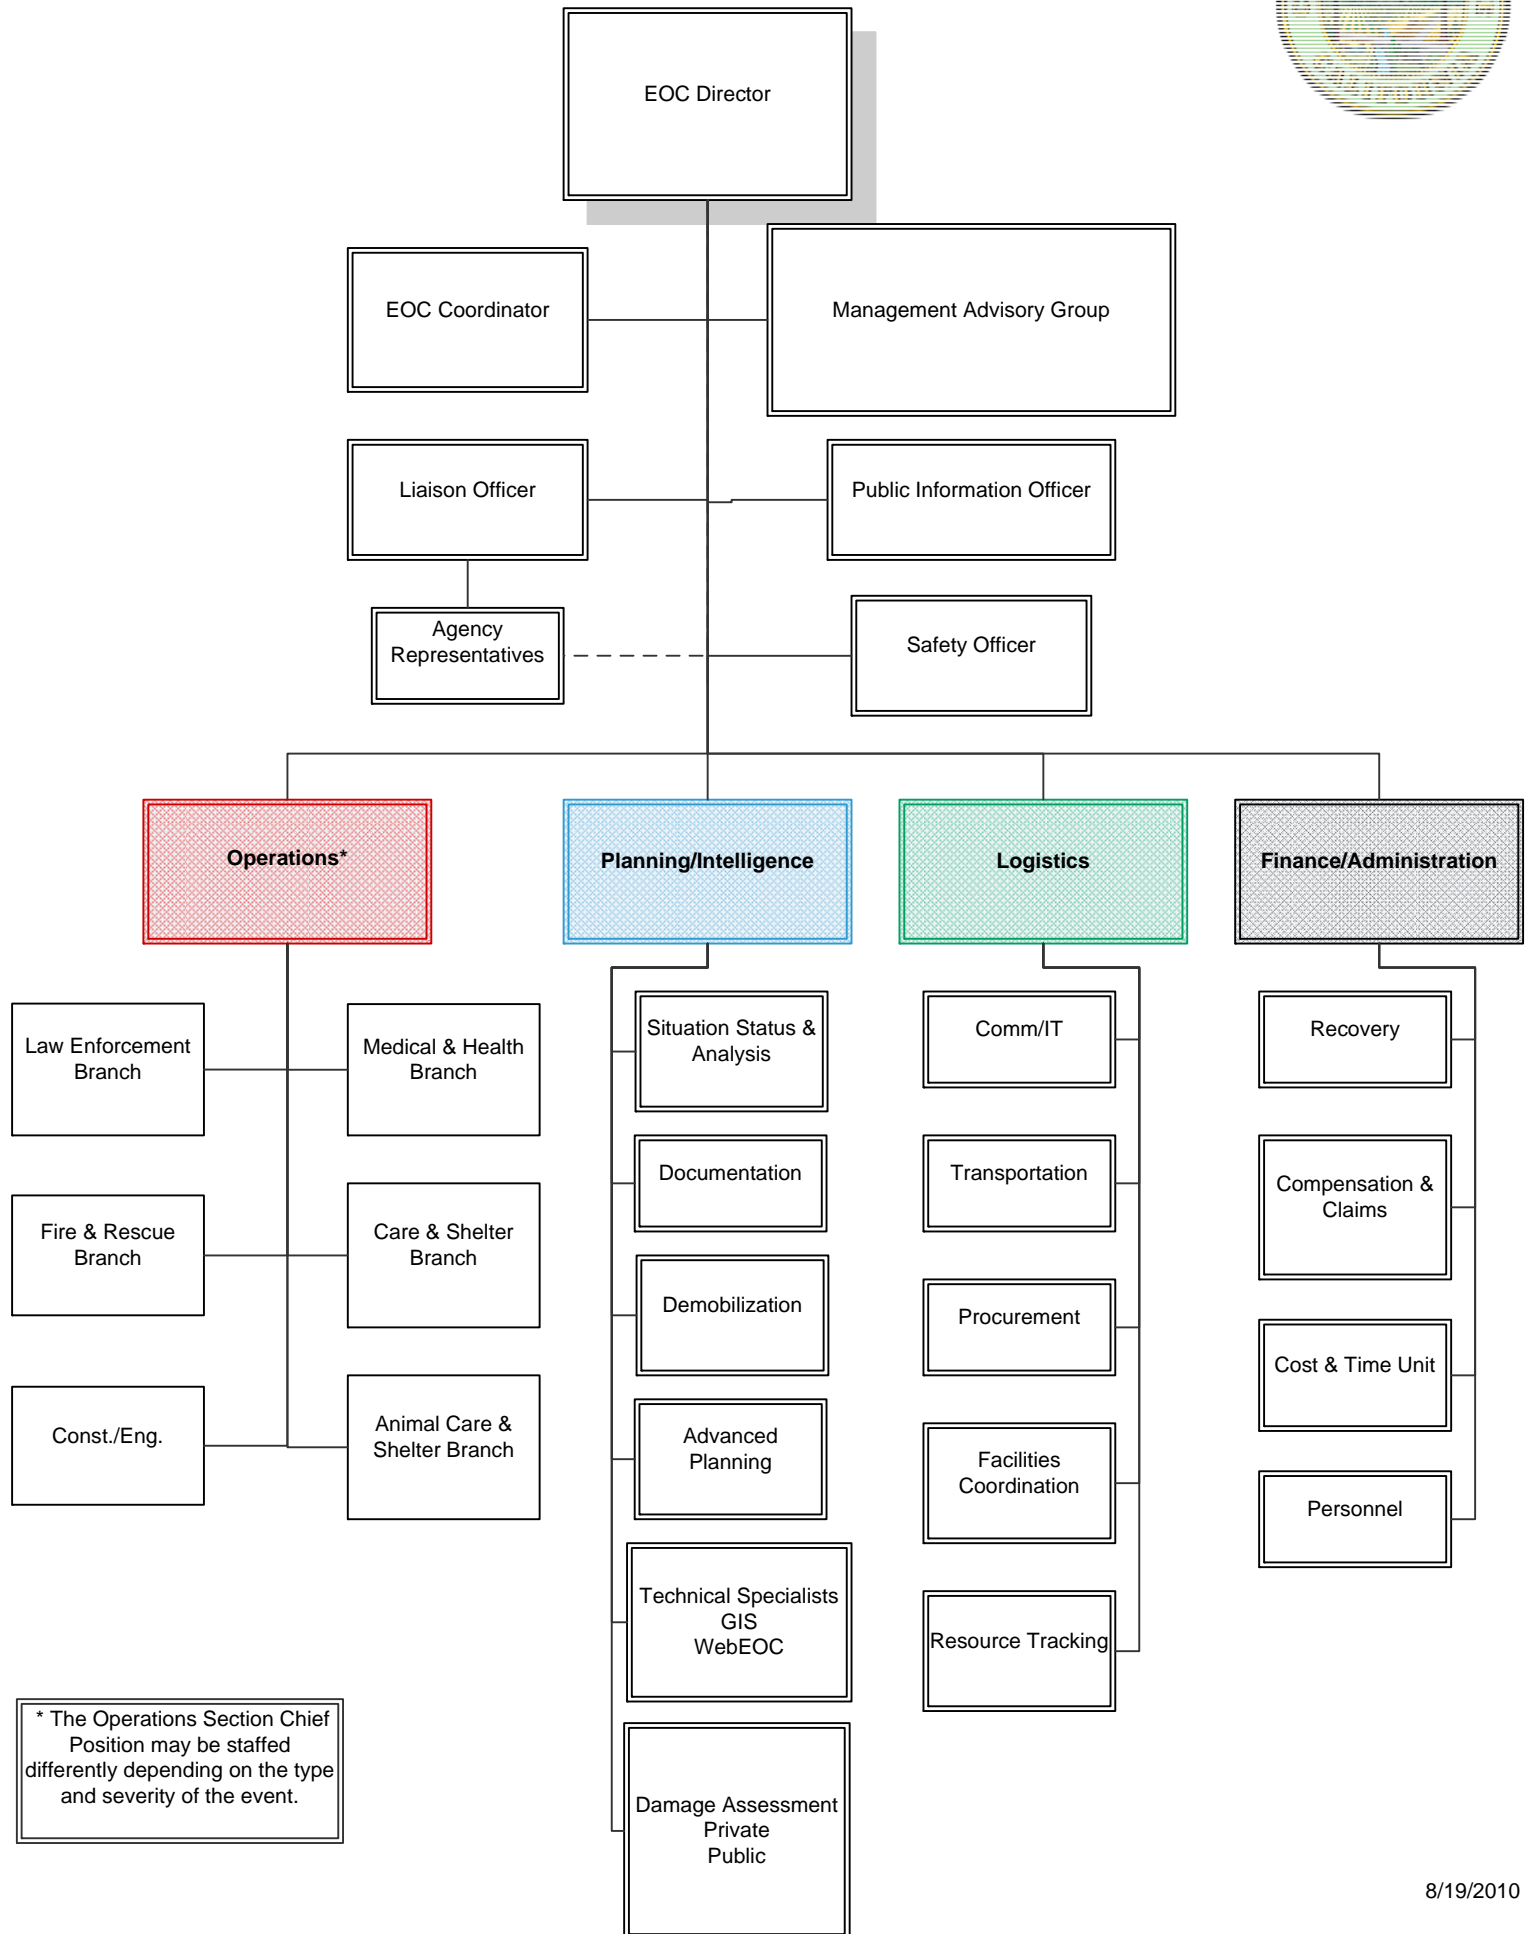 EOC Director
EOC Coordinator
Management Advisory Group
Liaison Officer
Public Information Officer
Agency
Representatives
Safety Officer
Operations*
Planning/Intelligence
Logistics
Finance/Administration
Law Enforcement
Branch
Medical & Health
Branch
Fire & Rescue
Branch
Care & Shelter
Branch
Const./Eng.
Animal Care &
Shelter Branch
Situation Status &
Analysis
Documentation
Demobilization
Advanced
Planning
Technical Specialists
GIS
WebEOC
Damage Assessment
Private
Public
Comm/IT
Transportation
Procurement
Facilities
Coordination
Resource Tracking
Recovery
Compensation &
Claims
Cost & Time Unit
Personnel
* The Operations Section Chief
Position may be staffed
differently depending on the type
and severity of the event.
8/19/2010